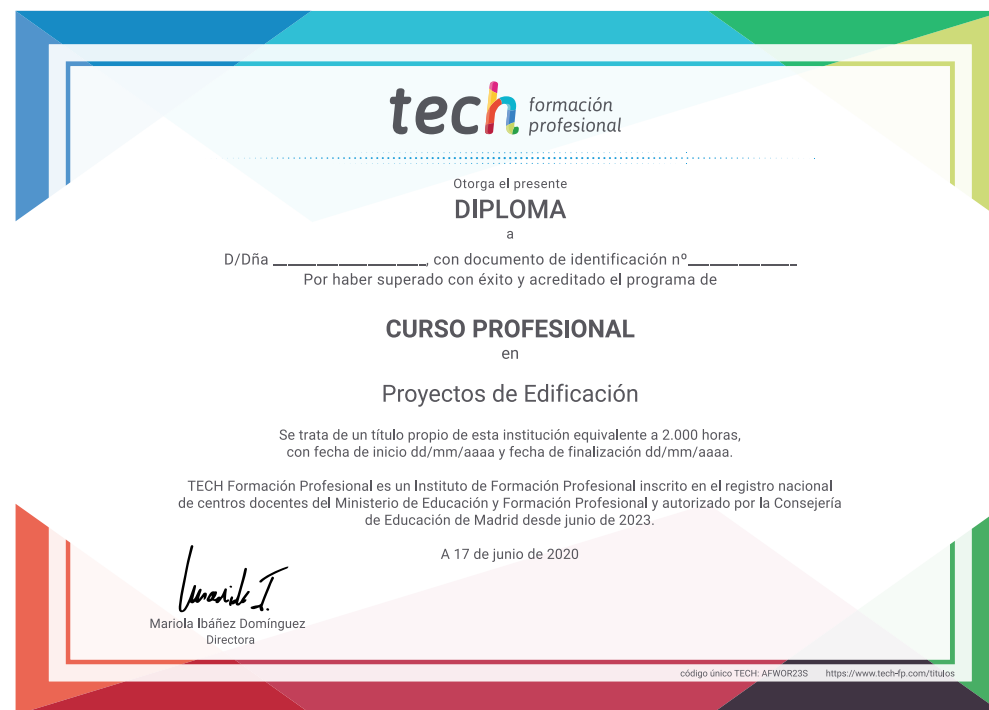 tech formación
profesional
Otorga el presente
DIPLOMA
a
D/Dña ____________________, con documento de identificación nº______________
Por haber superado con éxito y acreditado el programa de
CURSO PROFESIONAL
en
Proyectos de Edificación
Se trata de un título propio de esta institución equivalente a 2.000 horas,
con fecha de inicio dd/mm/aaaa y fecha de finalización dd/mm/aaaa.
TECH Formación Profesional es un Instituto de Formación Profesional inscrito en el registro nacional
de centros docentes del Ministerio de Educación y Formación Profesional y autorizado por la Consejería
de Educación de Madrid desde junio de 2023.
A 17 de junio de 2020
Mariola Ibáñez Domínguez
Directora
código único TECH: AFWOR23S https://www.tech-fp.com/titulos